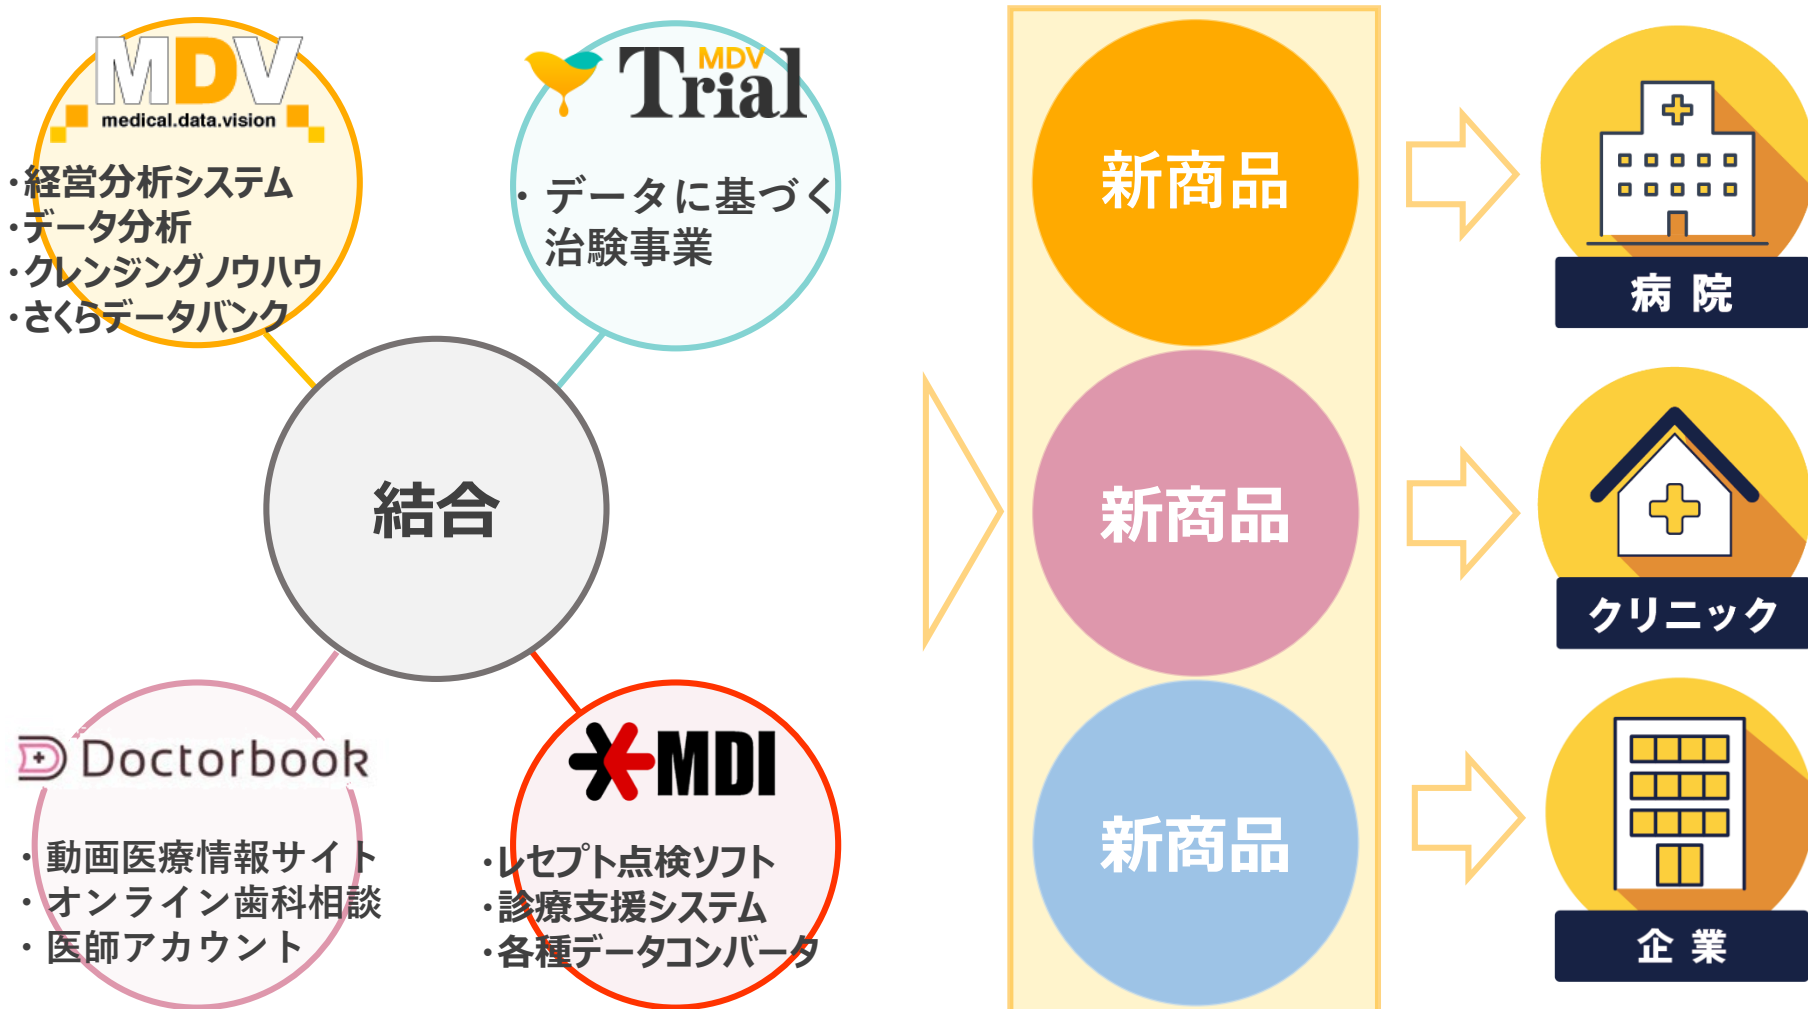 MDV
medical.data.vision
・経営分析システム
・データ分析
・クレンジングノウハウ
・さくらデータバンク
MDV
Trial
・データに基づく
治験事業
結合
Doctorbook
・動画医療情報サイト
・オンライン歯科相談
・医師アカウント
MDI
・レセプト点検ソフト
・診療支援システム
・各種データコンバータ
新商品
新商品
新商品
病院
クリニック
企業